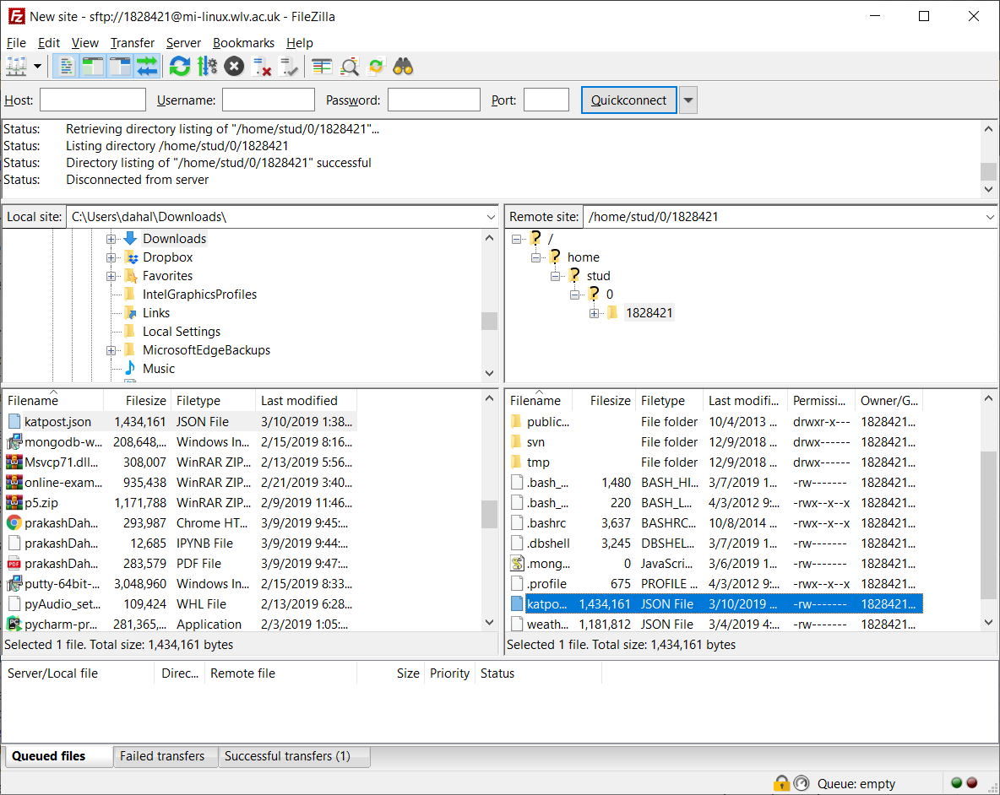 New site - sftp://1828421@mi-linux.wlv.ac.uk - FileZilla
File Edit View Transfer Server Bookmarks Help
Host: Username: Password: Port: Quickconnect
Status: Retrieving directory listing of "/home/stud/0/1828421"...
Status: Listing directory /home/stud/0/1828421
Status: Directory listing of "/home/stud/0/1828421" successful
Status: Disconnected from server
Local site: C:\Users\dahal\Downloads\
Downloads
Dropbox
Favorites
IntelGraphicsProfiles
Links
Local Settings
MicrosoftEdgeBackups
Music
Remote site: /home/stud/0/1828421
/
home
stud
0
1828421
Filename Filesize Filetype Last modified
katpost.json 1,434,161 JSON File 3/10/2019 1:38...
mongodb-w... 208,648,... Windows In... 2/15/2019 8:16...
Msvcp71.dll... 308,007 WinRAR ZIP... 2/13/2019 5:56...
online-exam... 935,438 WinRAR ZIP... 2/21/2019 3:40...
p5.zip 1,171,788 WinRAR ZIP... 2/9/2019 11:46...
prakashDah... 293,987 Chrome HT... 3/9/2019 9:45:...
prakashDah... 12,685 IPYNB File 3/9/2019 9:44:...
prakashDah... 283,579 PDF File 3/9/2019 9:47:...
putty-64bit-... 3,048,960 Windows In... 2/15/2019 8:33...
pyAudio_set... 109,424 WHL File 2/13/2019 6:28...
pycharm-pr... 281,365,... Application 2/3/2019 1:05:...
Selected 1 file. Total size: 1,434,161 bytes
Filename Filesize Filetype Last modifi... Permissi... Owner/G...
public... File folder 10/4/2013 ... drwxr-x--- 1828421...
svn File folder 12/9/2018 ... drwx------ 1828421...
tmp File folder 12/9/2018 ... drwx------ 1828421...
.bash_... 1,480 BASH_HI... 3/7/2019 1... -rw------- 1828421...
.bash_... 220 BASH_L... 4/3/2012 9:... -rwx--x--x 1828421...
.bashrc 3,637 BASHRC... 10/8/2014 ... -rwx--x--x 1828421...
.dbshell 3,245 DBSHEL... 3/7/2019 1... -rw------- 1828421...
.mong... 0 JavaScri... 3/6/2019 1... -rw------- 1828421...
.profile 675 PROFILE ... 4/3/2012 9:... -rwx--x--x 1828421...
katpo... 1,434,161 JSON File 3/10/2019 ... -rw------- 1828421...
weath... 1,181,812 JSON File 3/4/2019 4:... -rw------- 1828421...
Selected 1 file. Total size: 1,434,161 bytes
Server/Local file Direc... Remote file Size Priority Status
Queued files Failed transfers Successful transfers (1)
Queue: empty